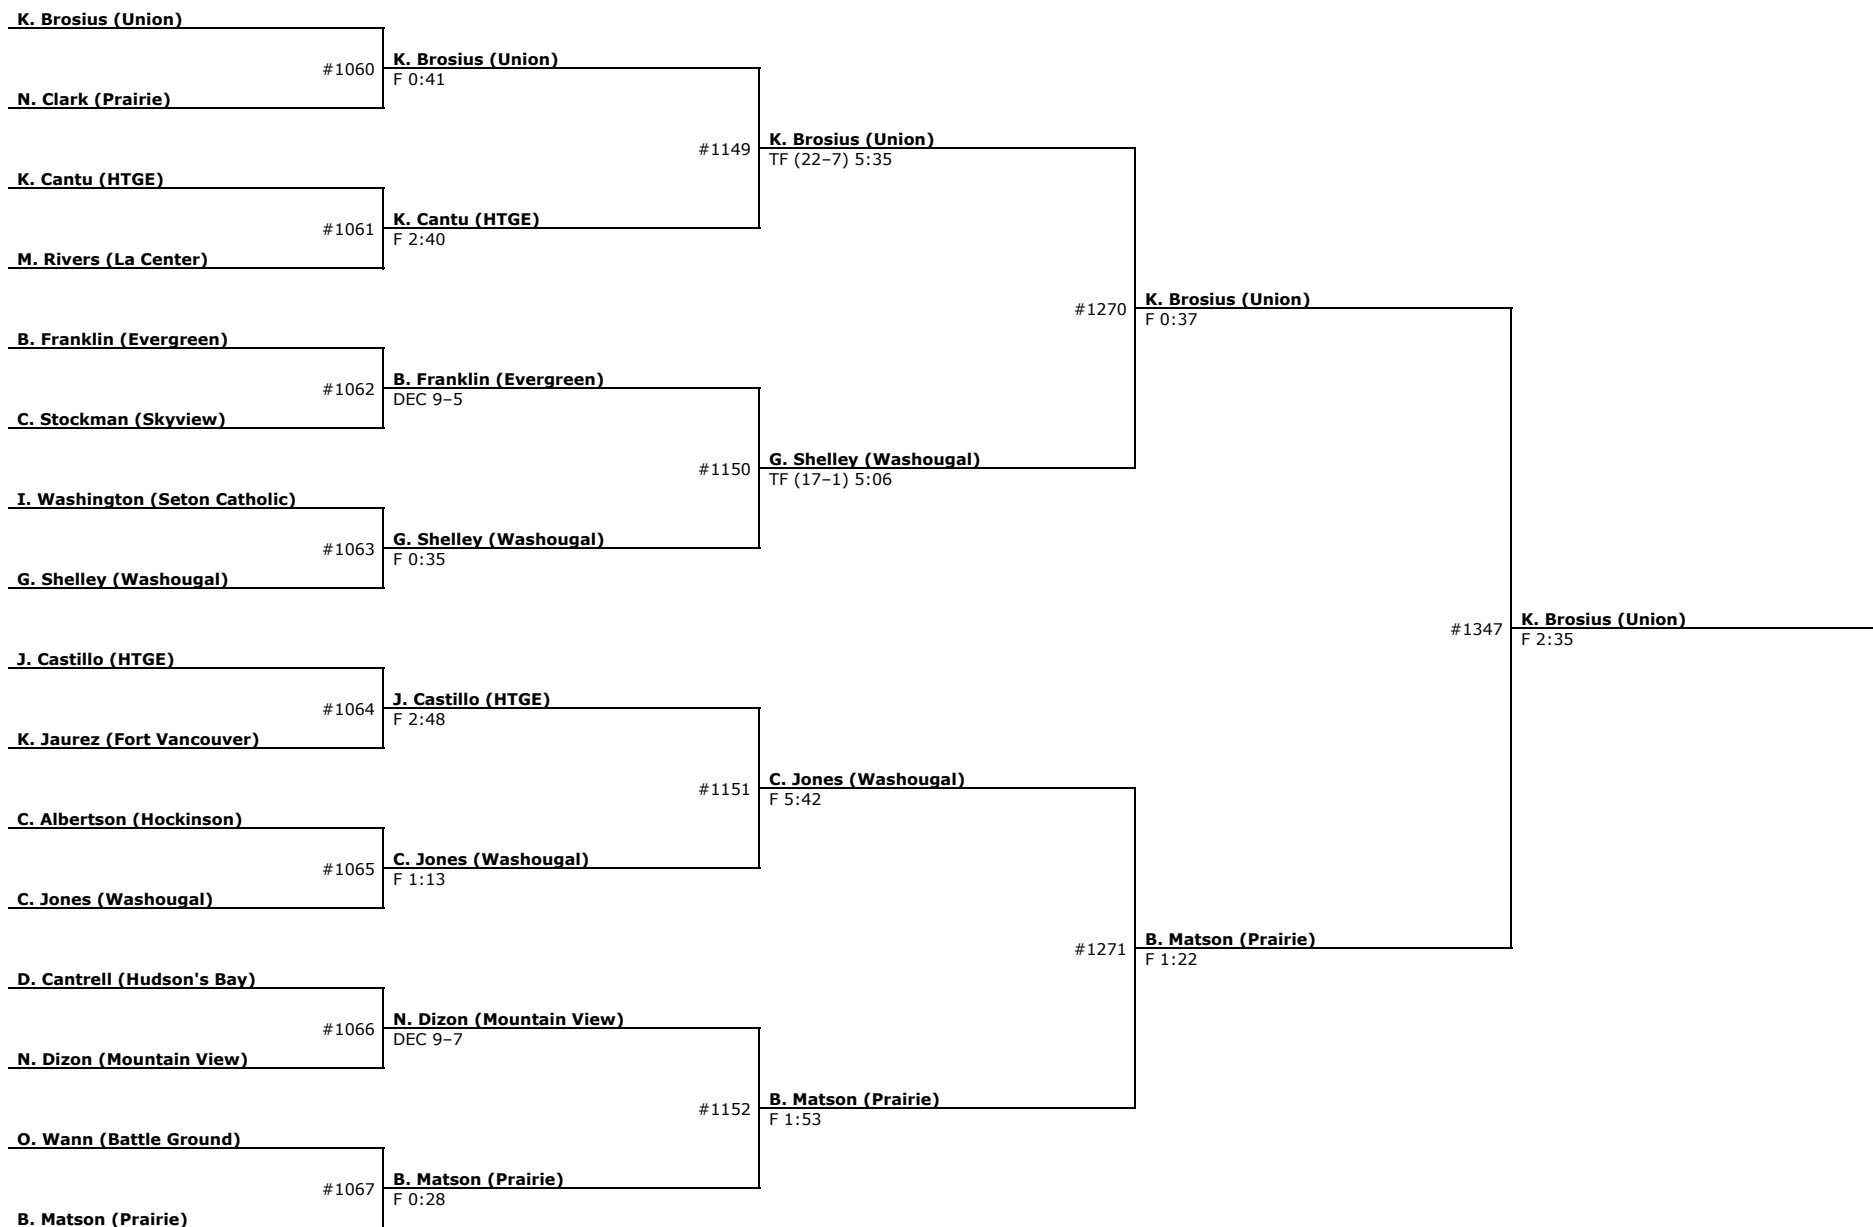 K. Brosius (Union)
#1060
N. Clark (Prairie)
K. Cantu (HTGE)
#1061
M. Rivers (La Center)
B. Franklin (Evergreen)
#1062
C. Stockman (Skyview)
I. Washington (Seton Catholic)
#1063
G. Shelley (Washougal)
J. Castillo (HTGE)
#1064
K. Jaurez (Fort Vancouver)
C. Albertson (Hockinson)
#1065
C. Jones (Washougal)
D. Cantrell (Hudson's Bay)
#1066
N. Dizon (Mountain View)
O. Wann (Battle Ground)
#1067
B. Matson (Prairie)
K. Brosius (Union)
F 0:41
#1149
K. Cantu (HTGE)
F 2:40
B. Franklin (Evergreen)
DEC 9–5
#1150
G. Shelley (Washougal)
F 0:35
J. Castillo (HTGE)
F 2:48
#1151
C. Jones (Washougal)
F 1:13
N. Dizon (Mountain View)
DEC 9–7
#1152
B. Matson (Prairie)
F 0:28
K. Brosius (Union)
TF (22–7) 5:35
#1270
G. Shelley (Washougal)
TF (17–1) 5:06
C. Jones (Washougal)
F 5:42
#1271
B. Matson (Prairie)
F 1:53
K. Brosius (Union)
F 0:37
#1347
B. Matson (Prairie)
F 1:22
K. Brosius (Union)
F 2:35